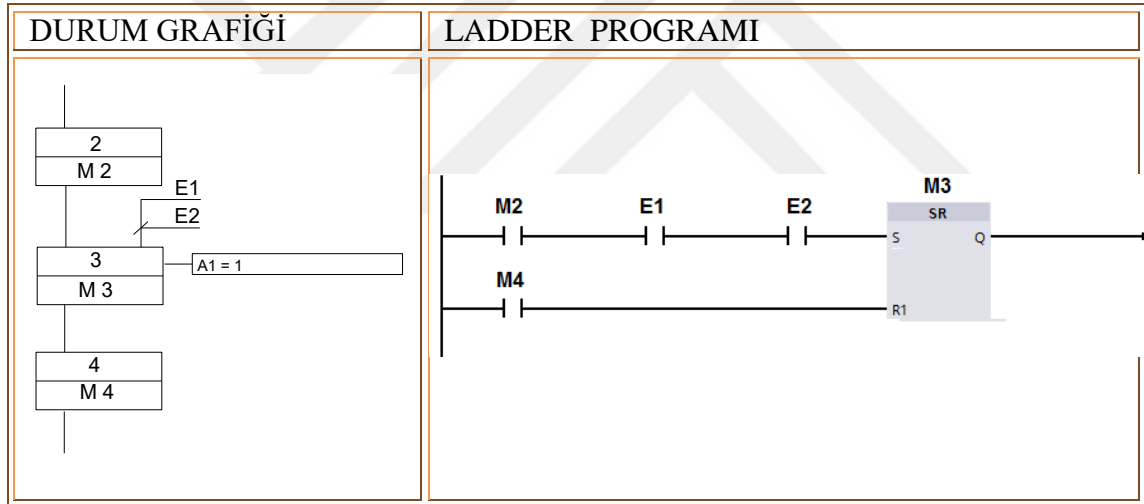 DURUM GRAFİĞİ
LADDER PROGRAMI
2
M 2
E1
E2
3
M 3
A1 = 1
4
M 4
M2 E1 E2 M3
SR
S Q
M4
R1